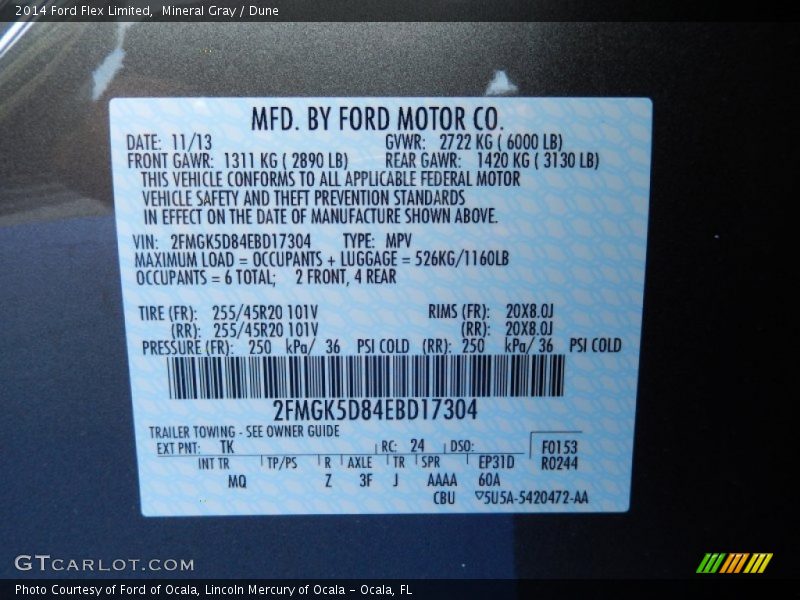 2014 Ford Flex Limited, Mineral Gray / Dune
MFD. BY FORD MOTOR CO.
DATE: 11/13 GVWR: 2722 KG ( 6000 LB)
FRONT GAWR: 1311 KG ( 2890 LB) REAR GAWR: 1420 KG ( 3130 LB)
THIS VEHICLE CONFORMS TO ALL APPLICABLE FEDERAL MOTOR
VEHICLE SAFETY AND THEFT PREVENTION STANDARDS
IN EFFECT ON THE DATE OF MANUFACTURE SHOWN ABOVE.
VIN: 2FMGK5D84EBD17304 TYPE: MPV
MAXIMUM LOAD = OCCUPANTS + LUGGAGE = 526KG/1160LB
OCCUPANTS = 6 TOTAL; 2 FRONT, 4 REAR
TIRE (FR): 255/45R20 101V RIMS (FR): 20X8.0J
(RR): 255/45R20 101V (RR): 20X8.0J
PRESSURE (FR): 250 kPa/ 36 PSI COLD (RR): 250 kPa/ 36 PSI COLD
2FMGK5D84EBD17304
TRAILER TOWING - SEE OWNER GUIDE
EXT PNT: TK RC: 24 DSO: F0153
INT TR TP/PS R AXLE TR SPR EP31D R0244
MQ Z 3F J AAAA 60A
CBU ▽5U5A-5420472-AA
GTCARLOT.COM
Photo Courtesy of Ford of Ocala, Lincoln Mercury of Ocala - Ocala, FL